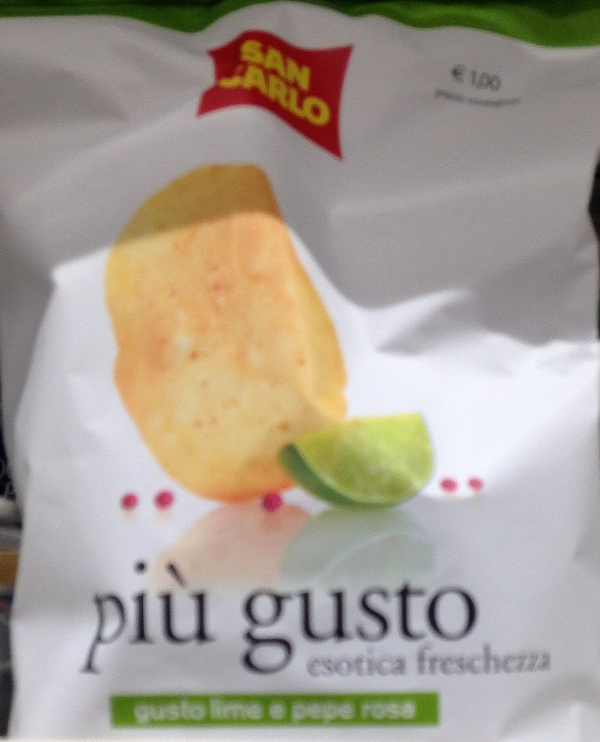 SAN
CARLO
€ 1,00
più gusto
esotica freschezza
gusto lime e pepe rosa